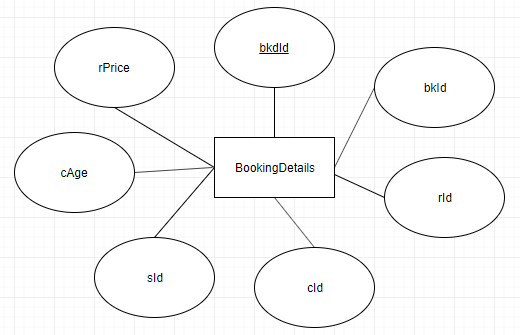 bkdId
rPrice
bkId
BookingDetails
cAge
rId
sId
cId